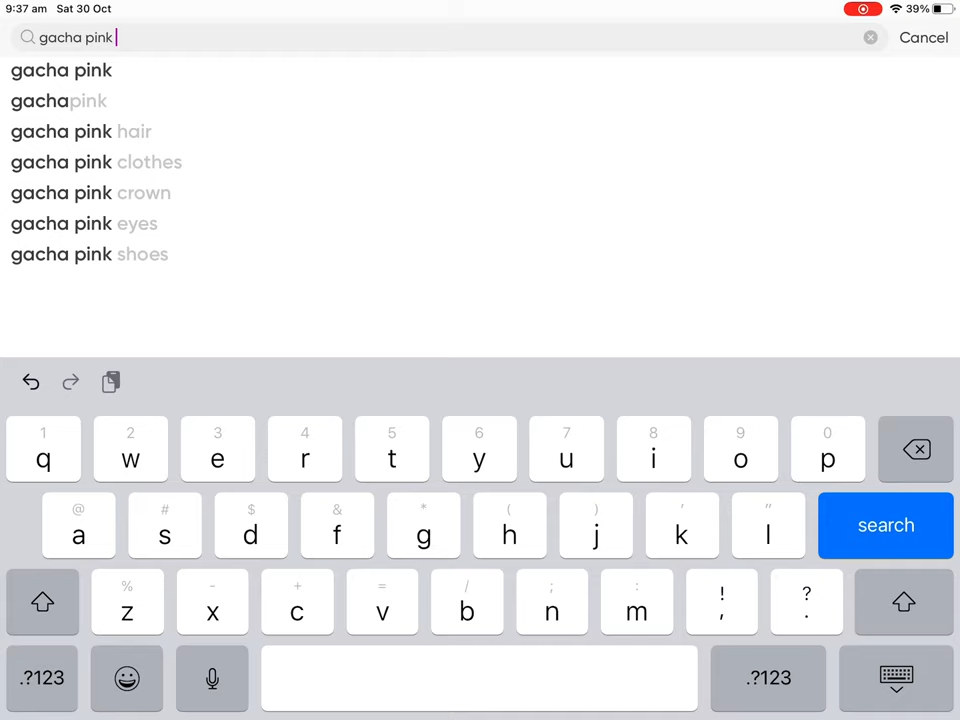 9:37 am Sat 30 Oct 39%
gacha pink Cancel
gacha pink
gachapink
gacha pink hair
gacha pink clothes
gacha pink crown
gacha pink eyes
gacha pink shoes
1 2 3 4 5 6 7 8 9 0
q w e r t y u i o p
@ # $ & * ( ) ' "
a s d f g h j k l search
% - + = / ; : ! ?
z x c v b n m , .
.?123 .?123